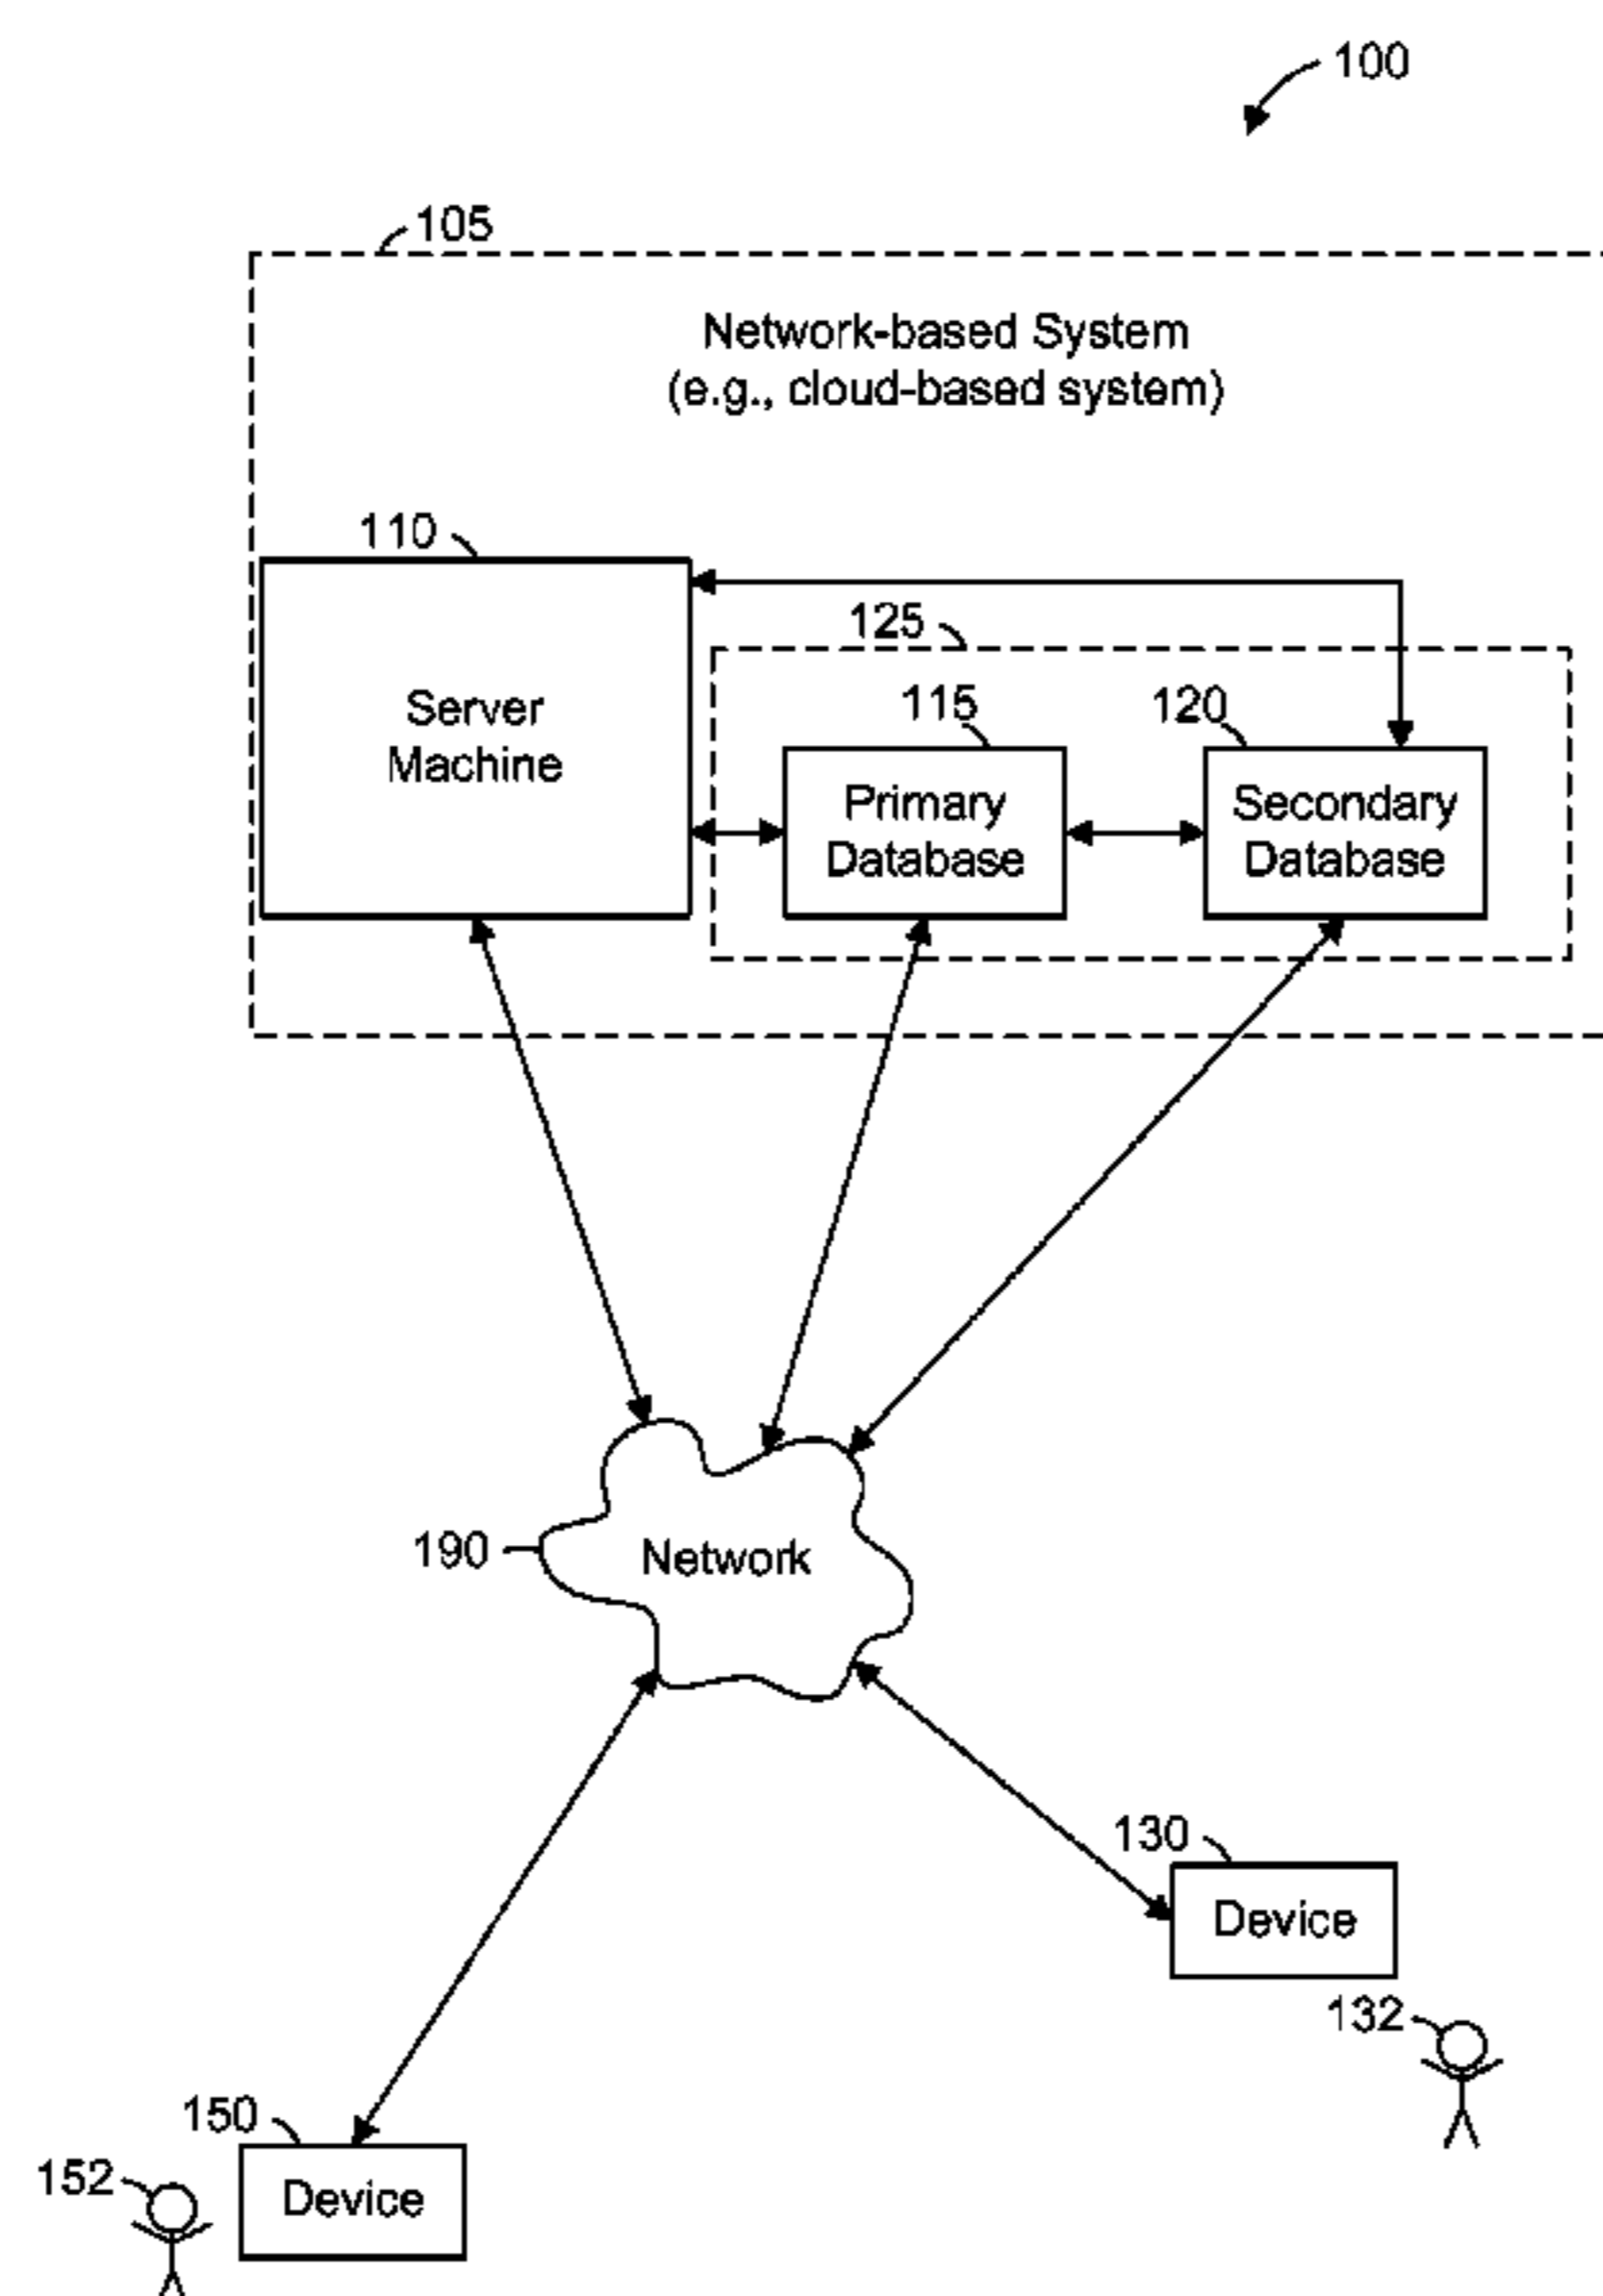 100
105
Network-based System
(e.g., cloud-based system)
110
125
115
120
Server
Machine
Primary
Database
Secondary
Database
190
Network
130
Device
132
150
152
Device